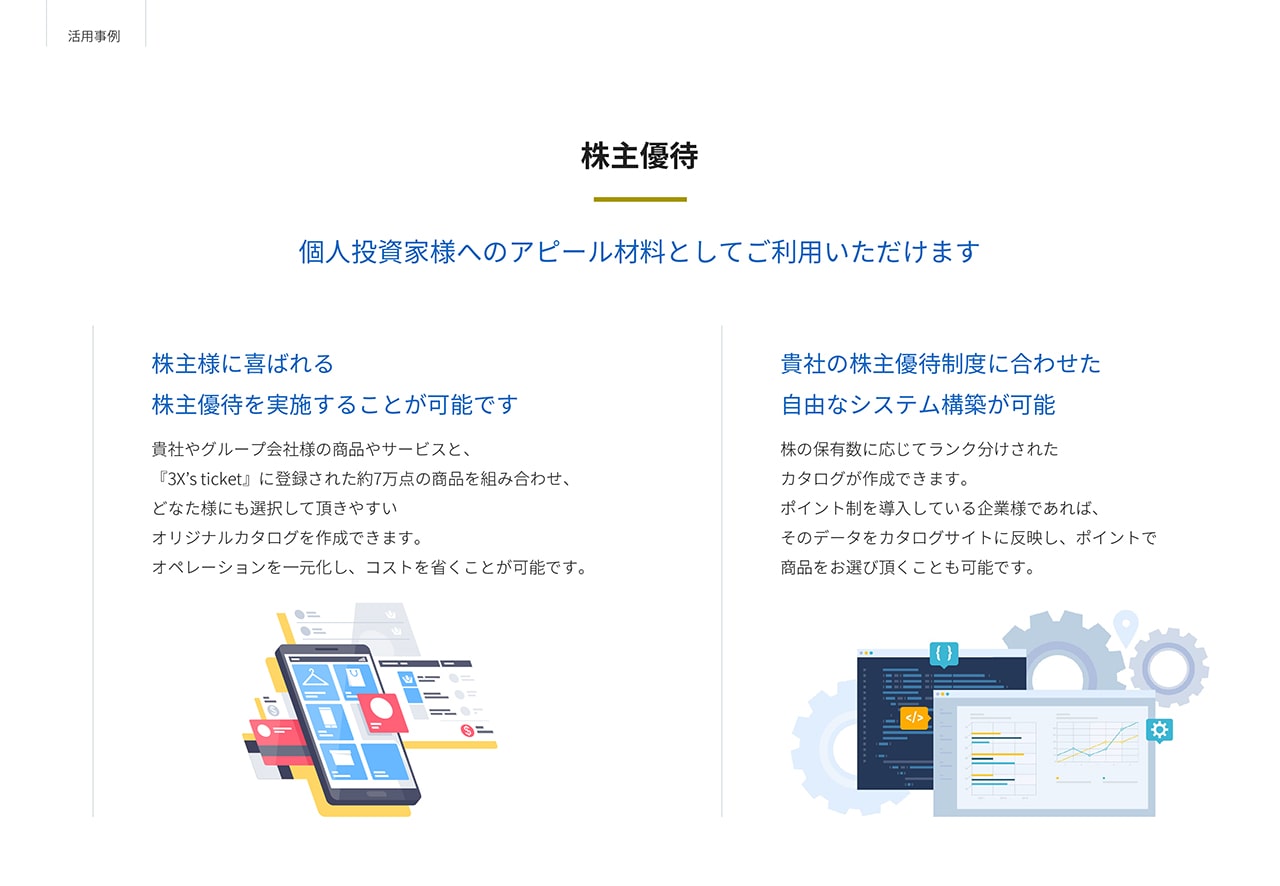 活用事例
株主優待
個人投資家様へのアピール材料としてご利用いただけます
株主様に喜ばれる
株主優待を実施することが可能です
貴社やグループ会社様の商品やサービスと、
『3X’s ticket』に登録された約7万点の商品を組み合わせ、
どなた様にも選択して頂きやすい
オリジナルカタログを作成できます。
オペレーションを一元化し、コストを省くことが可能です。
貴社の株主優待制度に合わせた
自由なシステム構築が可能
株の保有数に応じてランク分けされた
カタログが作成できます。
ポイント制を導入している企業様であれば、
そのデータをカタログサイトに反映し、ポイントで
商品をお選び頂くことも可能です。
{ }
</>